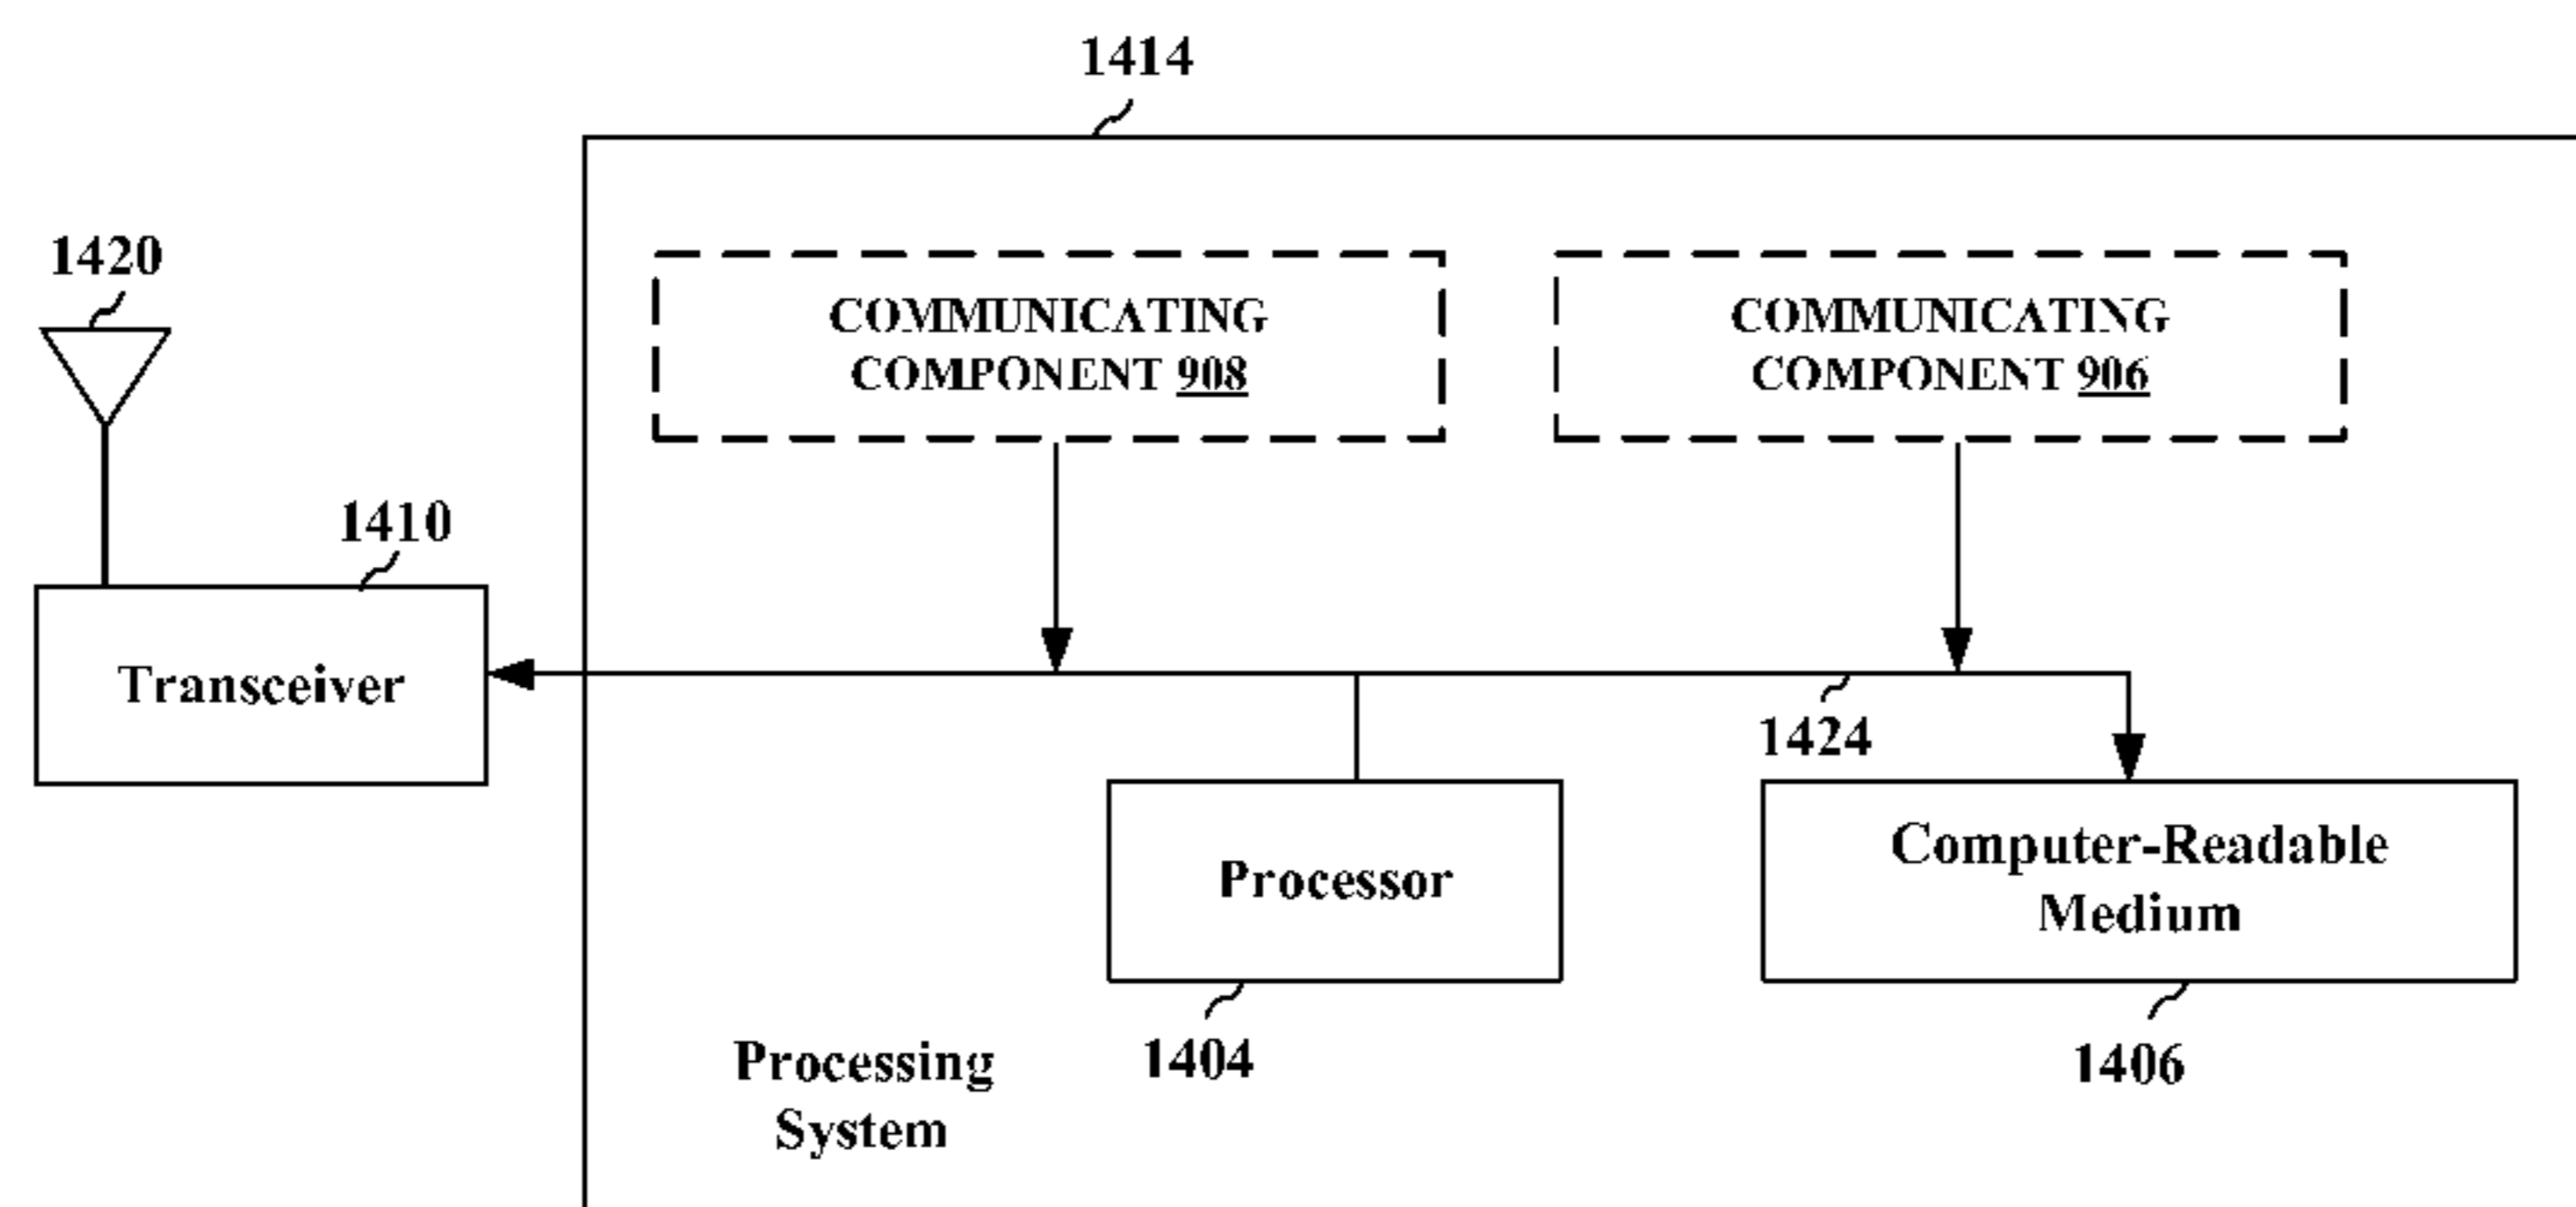 1414
1420
COMMUNICATING
COMPONENT 908
COMMUNICATING
COMPONENT 906
1410
Transceiver
1424
Processor
Computer-Readable
Medium
1404
1406
Processing
System